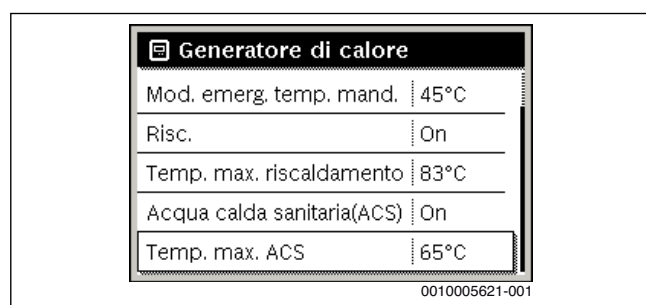 Generatore di calore
Mod. emerg. temp. mand. 45°C
Risc. On
Temp. max. riscaldamento 83°C
Acqua calda sanitaria(ACS) On
Temp. max. ACS 65°C
0010005621-001